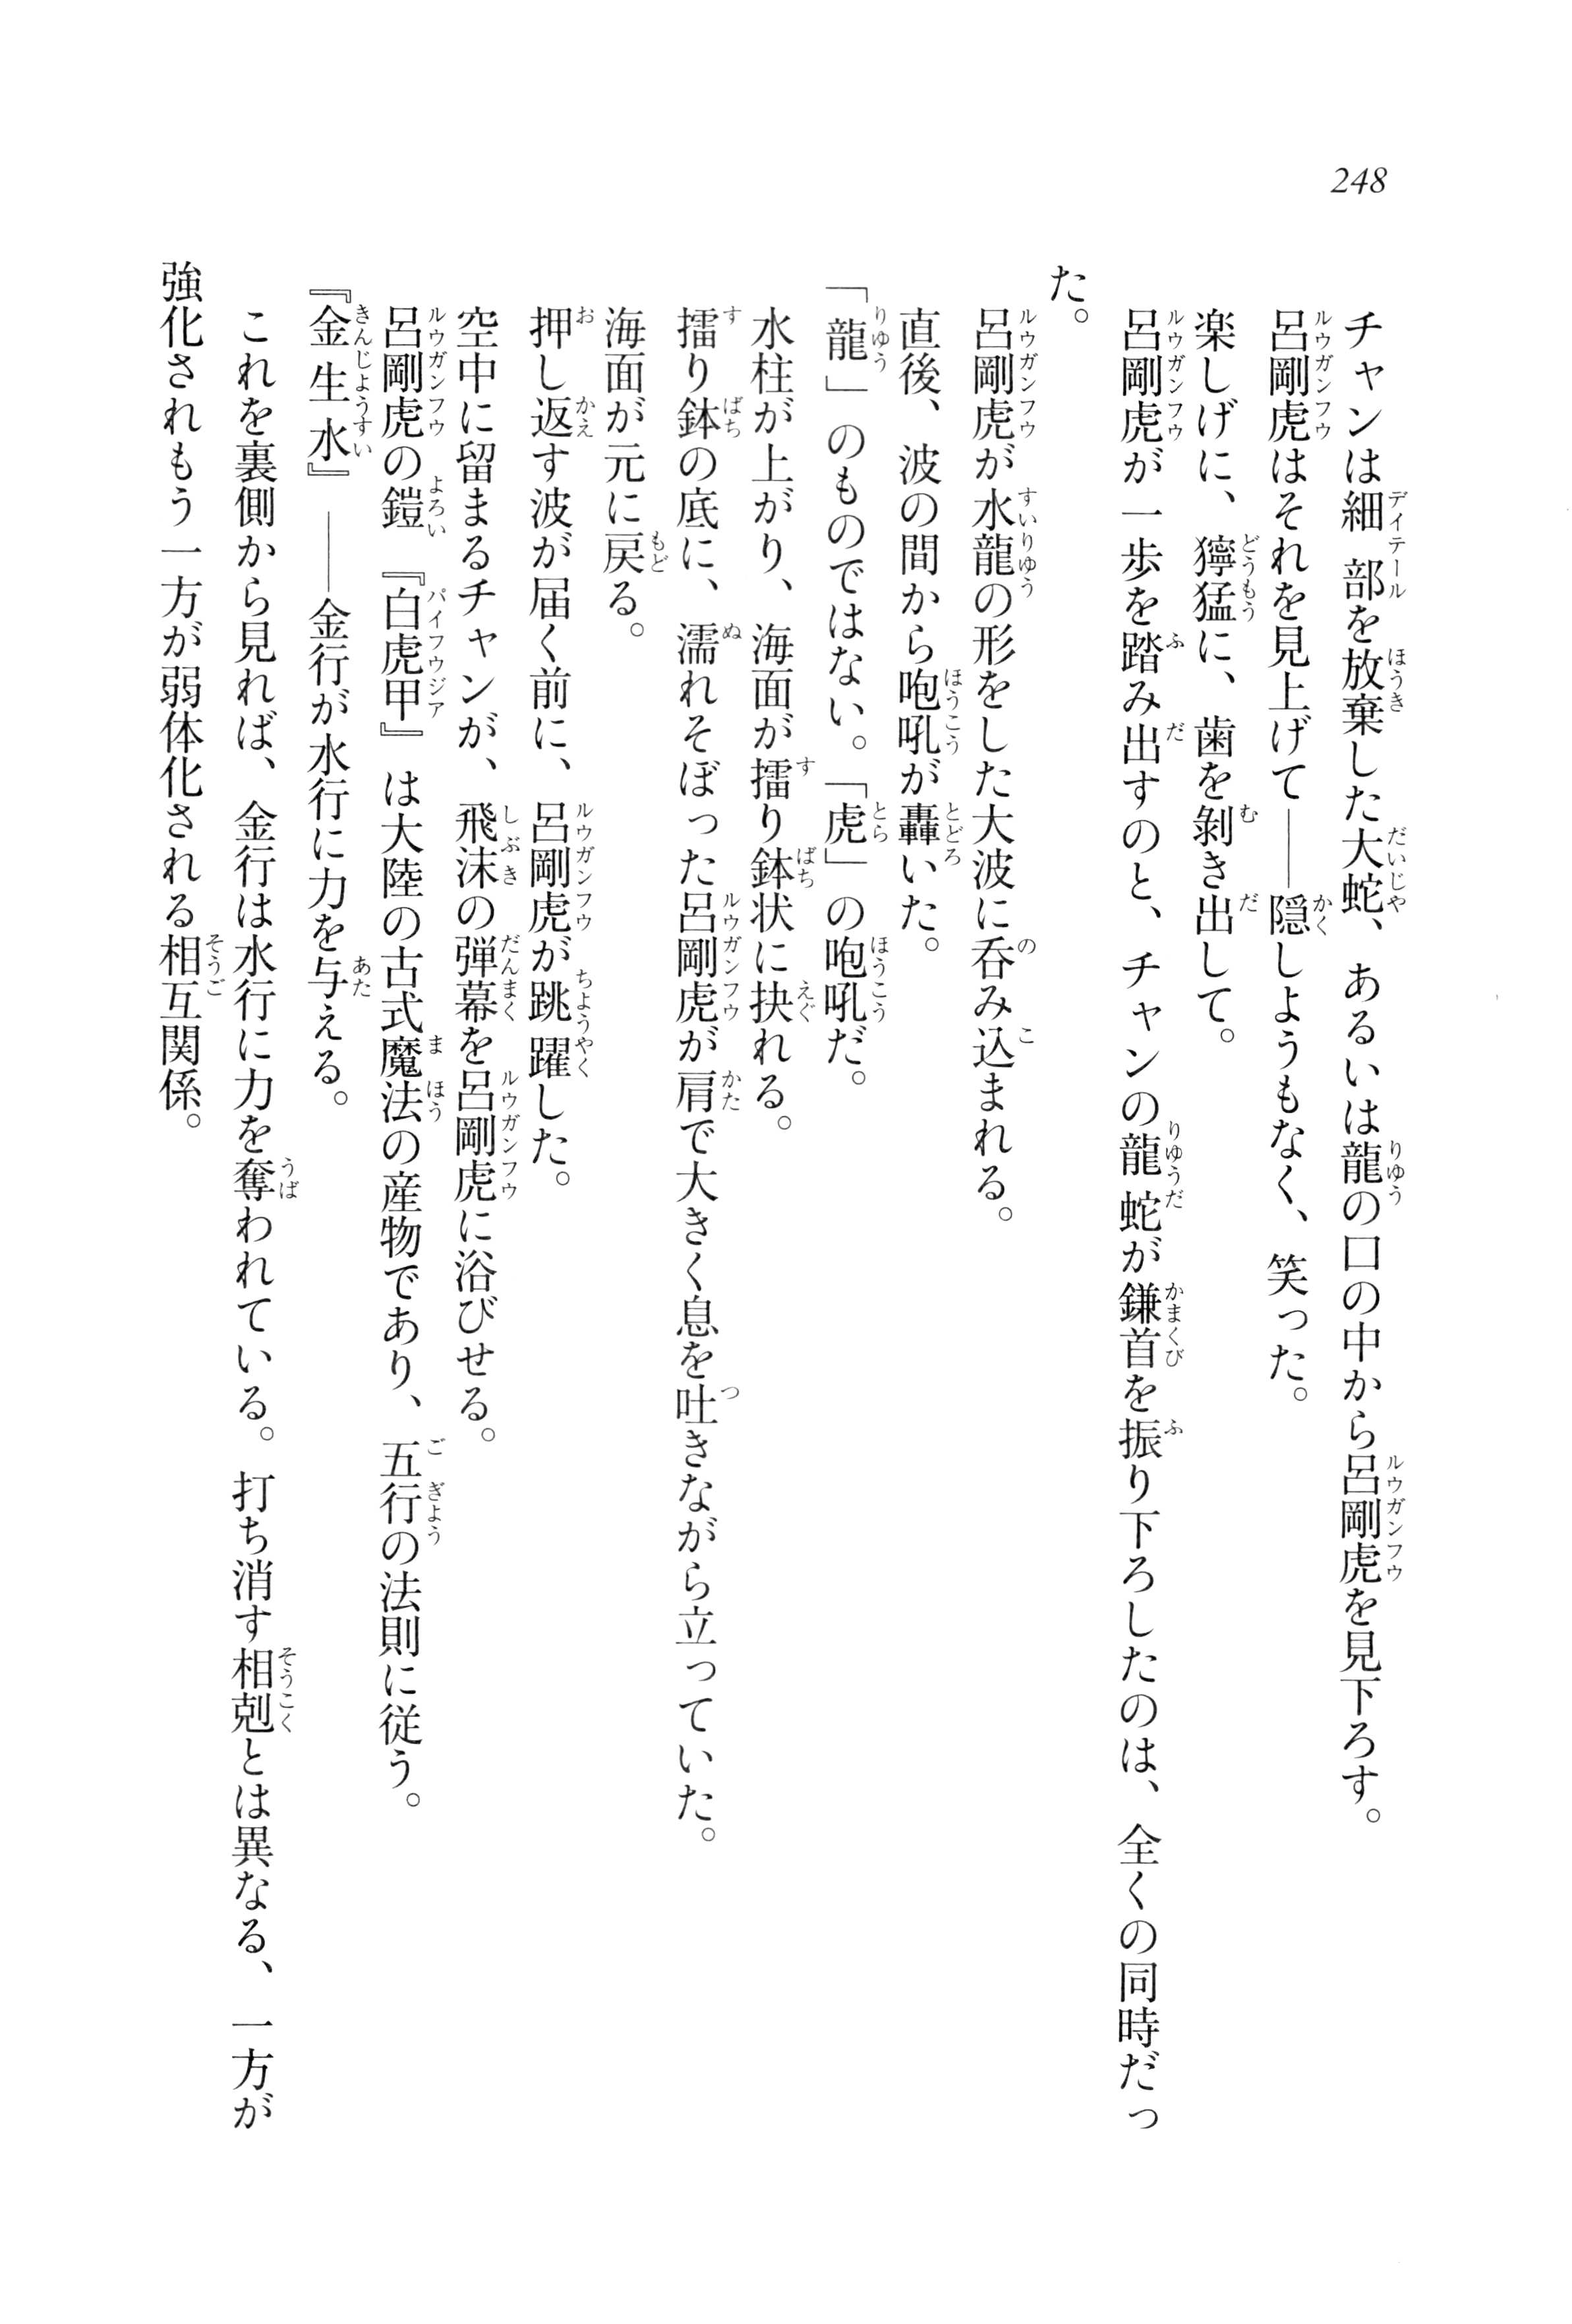 248
チャンは細部を放棄した大蛇、あるいは龍の口の中から呂剛虎を見下ろす。
呂剛虎はそれを見上げて――隠しようもなく、笑った。
楽しげに、獰猛に、歯を剝き出して。
呂剛虎が一歩を踏み出すのと、チャンの龍蛇が鎌首を振り下ろしたのは、全くの同時だっ
た。
呂剛虎が水龍の形をした大波に呑み込まれる。
直後、波の間から咆吼が轟いた。
「龍」のものではない。「虎」の咆吼だ。
水柱が上がり、海面が擂り鉢状に抉れる。
擂り鉢の底に、濡れそぼった呂剛虎が肩で大きく息を吐きながら立っていた。
海面が元に戻る。
押し返す波が届く前に、呂剛虎が跳躍した。
空中に留まるチャンが、飛沫の弾幕を呂剛虎に浴びせる。
呂剛虎の鎧『白虎甲』は大陸の古式魔法の産物であり、五行の法則に従う。
『金生水』――金行が水行に力を与える。
これを裏側から見れば、金行は水行に力を奪われている。打ち消す相剋とは異なる、一方が
強化されもう一方が弱体化される相互関係。